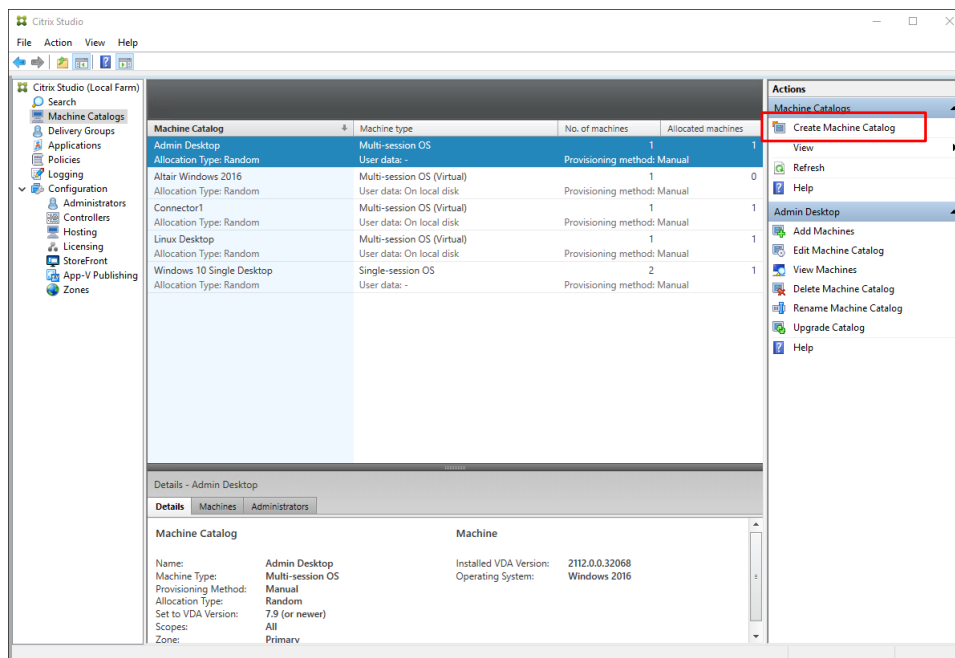 Citrix Studio
File Action View Help
Citrix Studio (Local Farm)
Search
Machine Catalogs
Delivery Groups
Applications
Policies
Logging
Configuration
Administrators
Controllers
Hosting
Licensing
StoreFront
App-V Publishing
Zones
Machine Catalog Machine type No. of machines Allocated machines
Admin Desktop Multi-session OS 1 1
Allocation Type: Random User data: - Provisioning method: Manual
Altair Windows 2016 Multi-session OS (Virtual) 1 0
Allocation Type: Random User data: On local disk Provisioning method: Manual
Connector1 Multi-session OS (Virtual) 1 1
Allocation Type: Random User data: On local disk Provisioning method: Manual
Linux Desktop Multi-session OS (Virtual) 1 1
Allocation Type: Random User data: On local disk Provisioning method: Manual
Windows 10 Single Desktop Single-session OS 2 1
Allocation Type: Random User data: - Provisioning method: Manual
Details - Admin Desktop
Details Machines Administrators
Machine Catalog Machine
Name: Admin Desktop Installed VDA Version: 2112.0.0.32068
Machine Type: Multi-session OS Operating System: Windows 2016
Provisioning Method: Manual
Allocation Type: Random
Set to VDA Version: 7.9 (or newer)
Scopes: All
Zone: Primary
Actions
Machine Catalogs
Create Machine Catalog
View
Refresh
Help
Admin Desktop
Add Machines
Edit Machine Catalog
View Machines
Delete Machine Catalog
Rename Machine Catalog
Upgrade Catalog
Help